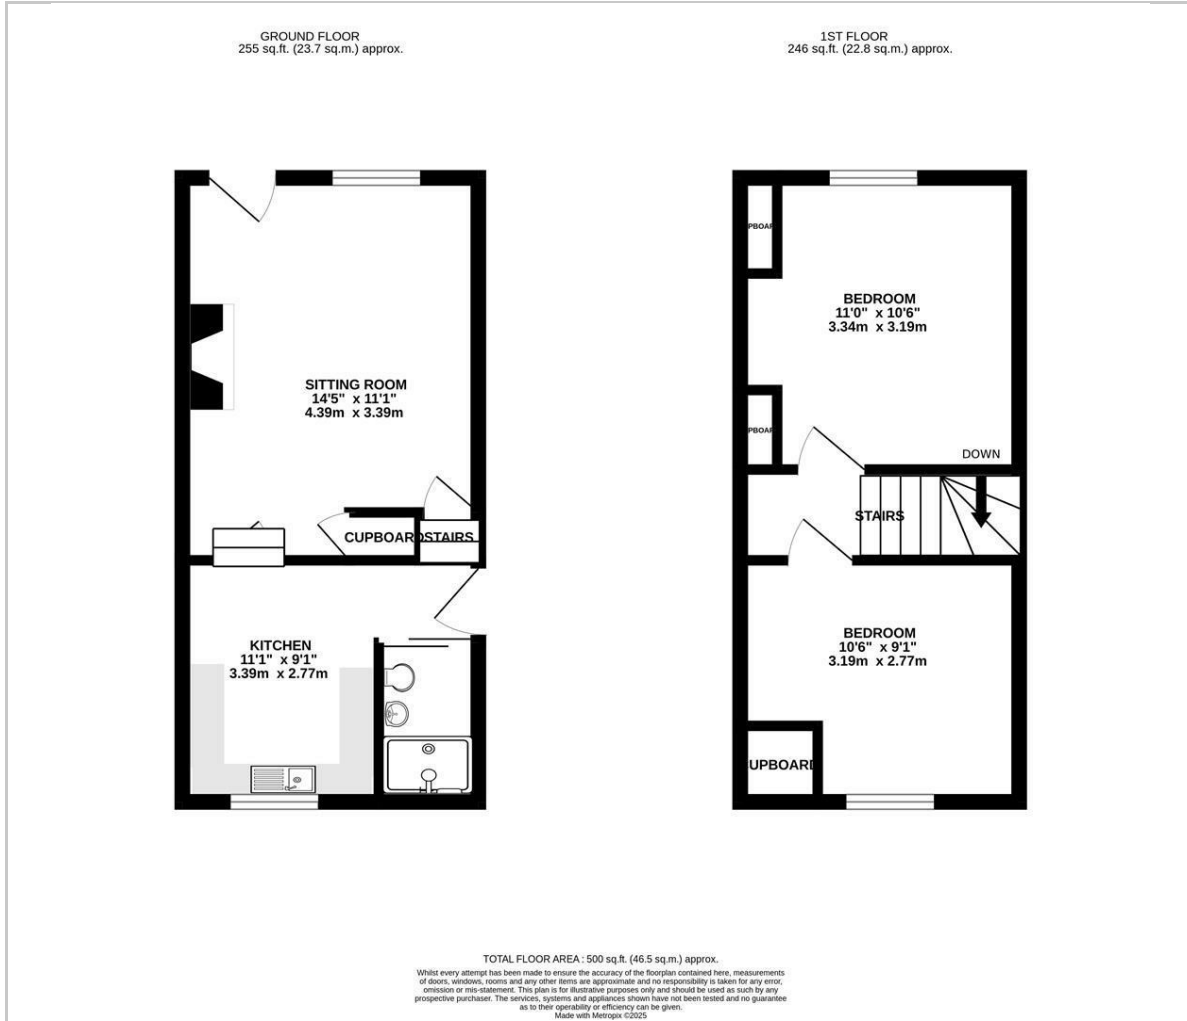 GROUND FLOOR
255 sq.ft. (23.7 sq.m.) approx.
1ST FLOOR
246 sq.ft. (22.8 sq.m.) approx.
SITTING ROOM
14'5" x 11'1"
4.39m x 3.39m
CUPBOARD
STAIRS
KITCHEN
11'1" x 9'1"
3.39m x 2.77m
PBOAR
BEDROOM
11'0" x 10'6"
3.34m x 3.19m
PBOAR
DOWN
STAIRS
BEDROOM
10'6" x 9'1"
3.19m x 2.77m
UPBOARD
TOTAL FLOOR AREA : 500 sq.ft. (46.5 sq.m.) approx.
Whilst every attempt has been made to ensure the accuracy of the floorplan contained here, measurements
of doors, windows, rooms and any other items are approximate and no responsibility is taken for any error,
omission or mis-statement. This plan is for illustrative purposes only and should be used as such by any
prospective purchaser. The services, systems and appliances shown have not been tested and no guarantee
as to their operability or efficiency can be given.
Made with Metropix ©2025